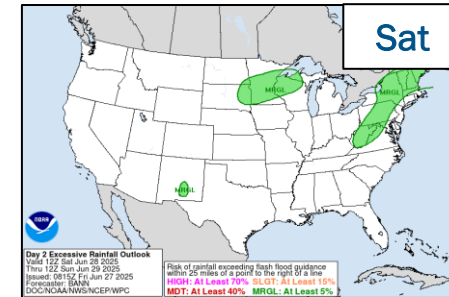 Sat
MRGL
MRGL
MRGL
NOAA
Day 2 Excessive Rainfall Outlook
Valid 12Z Sat Jun 28 2025
Thru 12Z Sun Jun 29 2025
Issued: 0815Z Fri Jun 27 2025
Forecaster: BANN
DOC/NOAA/NWS/NCEP/WPC
Risk of rainfall exceeding flash flood guidance
within 25 miles of a point to the right of a line
HIGH: At Least 70% SLGT: At Least 15%
MDT: At Least 40% MRGL: At Least 5%